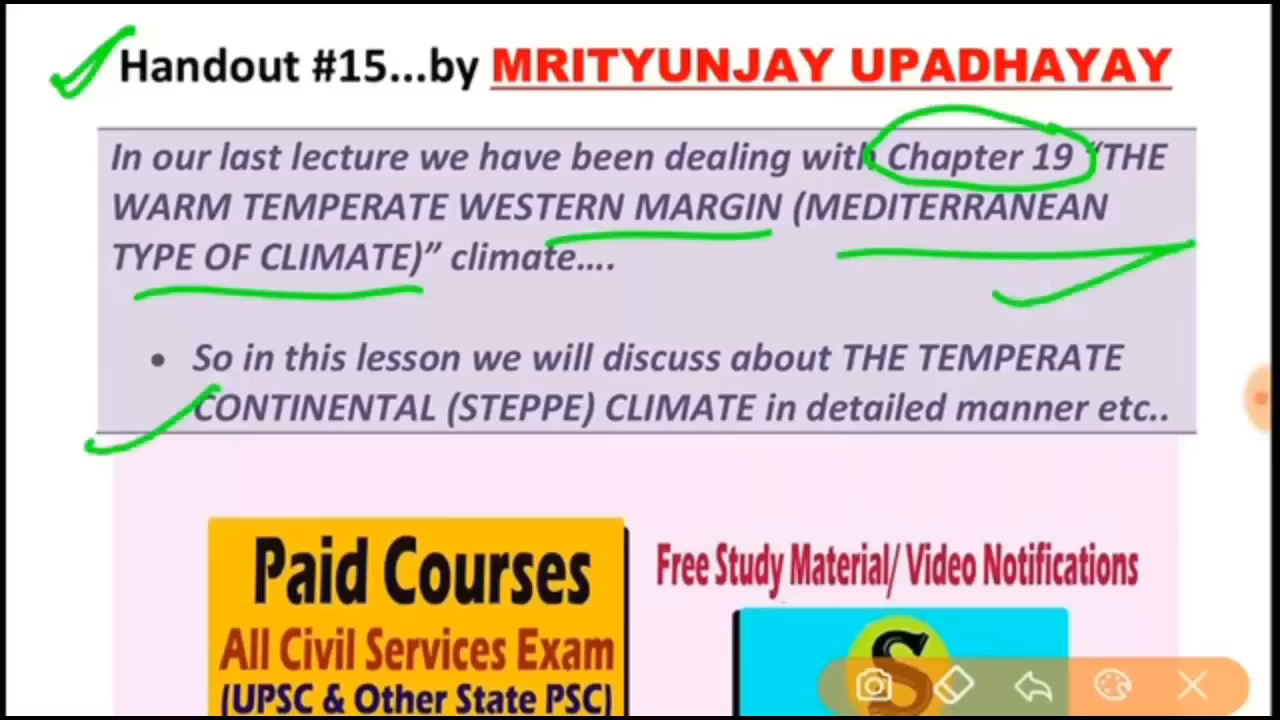 Handout #15...by MRITYUNJAY UPADHAYAY
In our last lecture we have been dealing with Chapter 19 “THE
WARM TEMPERATE WESTERN MARGIN (MEDITERRANEAN
TYPE OF CLIMATE)” climate....
• So in this lesson we will discuss about THE TEMPERATE
CONTINENTAL (STEPPE) CLIMATE in detailed manner etc..
Paid Courses
All Civil Services Exam
(UPSC & Other State PSC)
Free Study Material/ Video Notifications
S